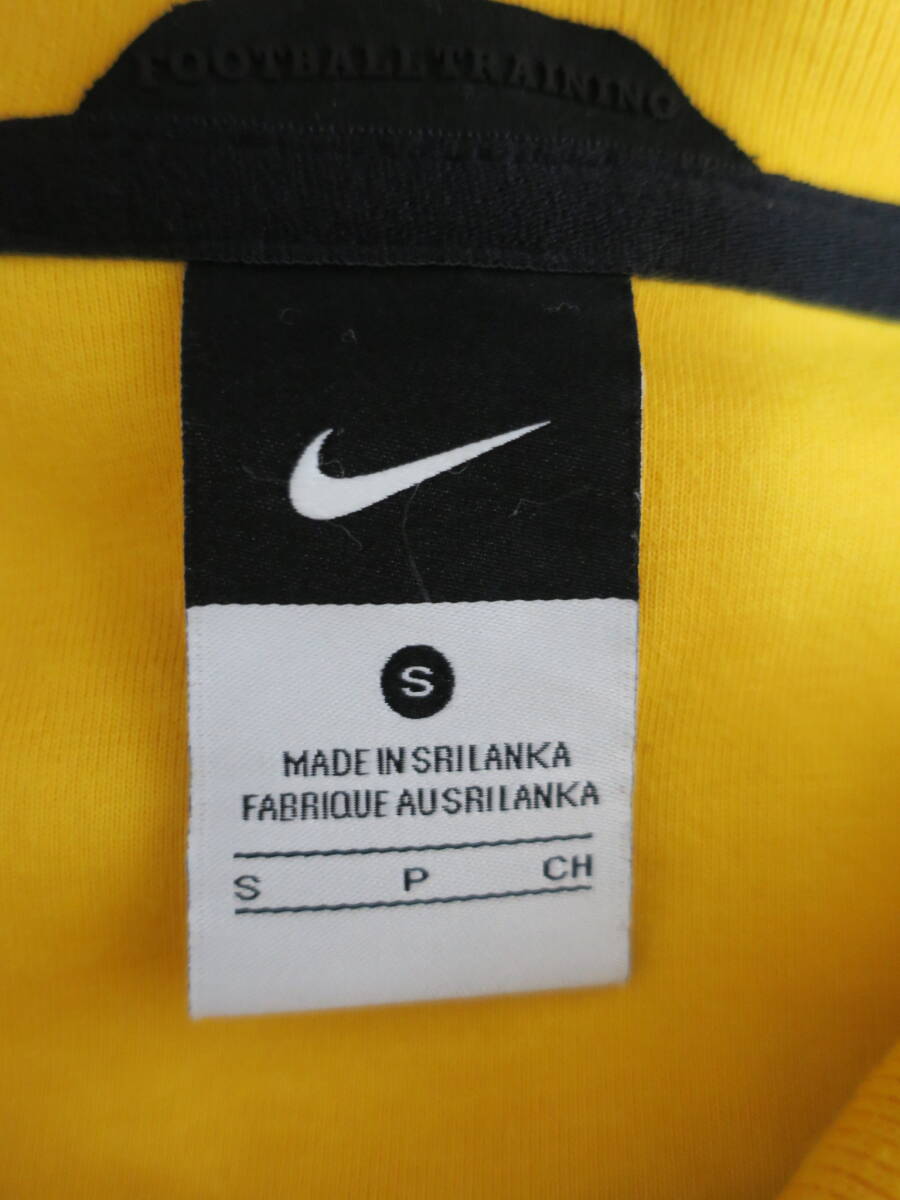 FOOTBALL TRAINING
S
MADE IN SRI LANKA
FABRIQUE AU SRI LANKA
S P CH